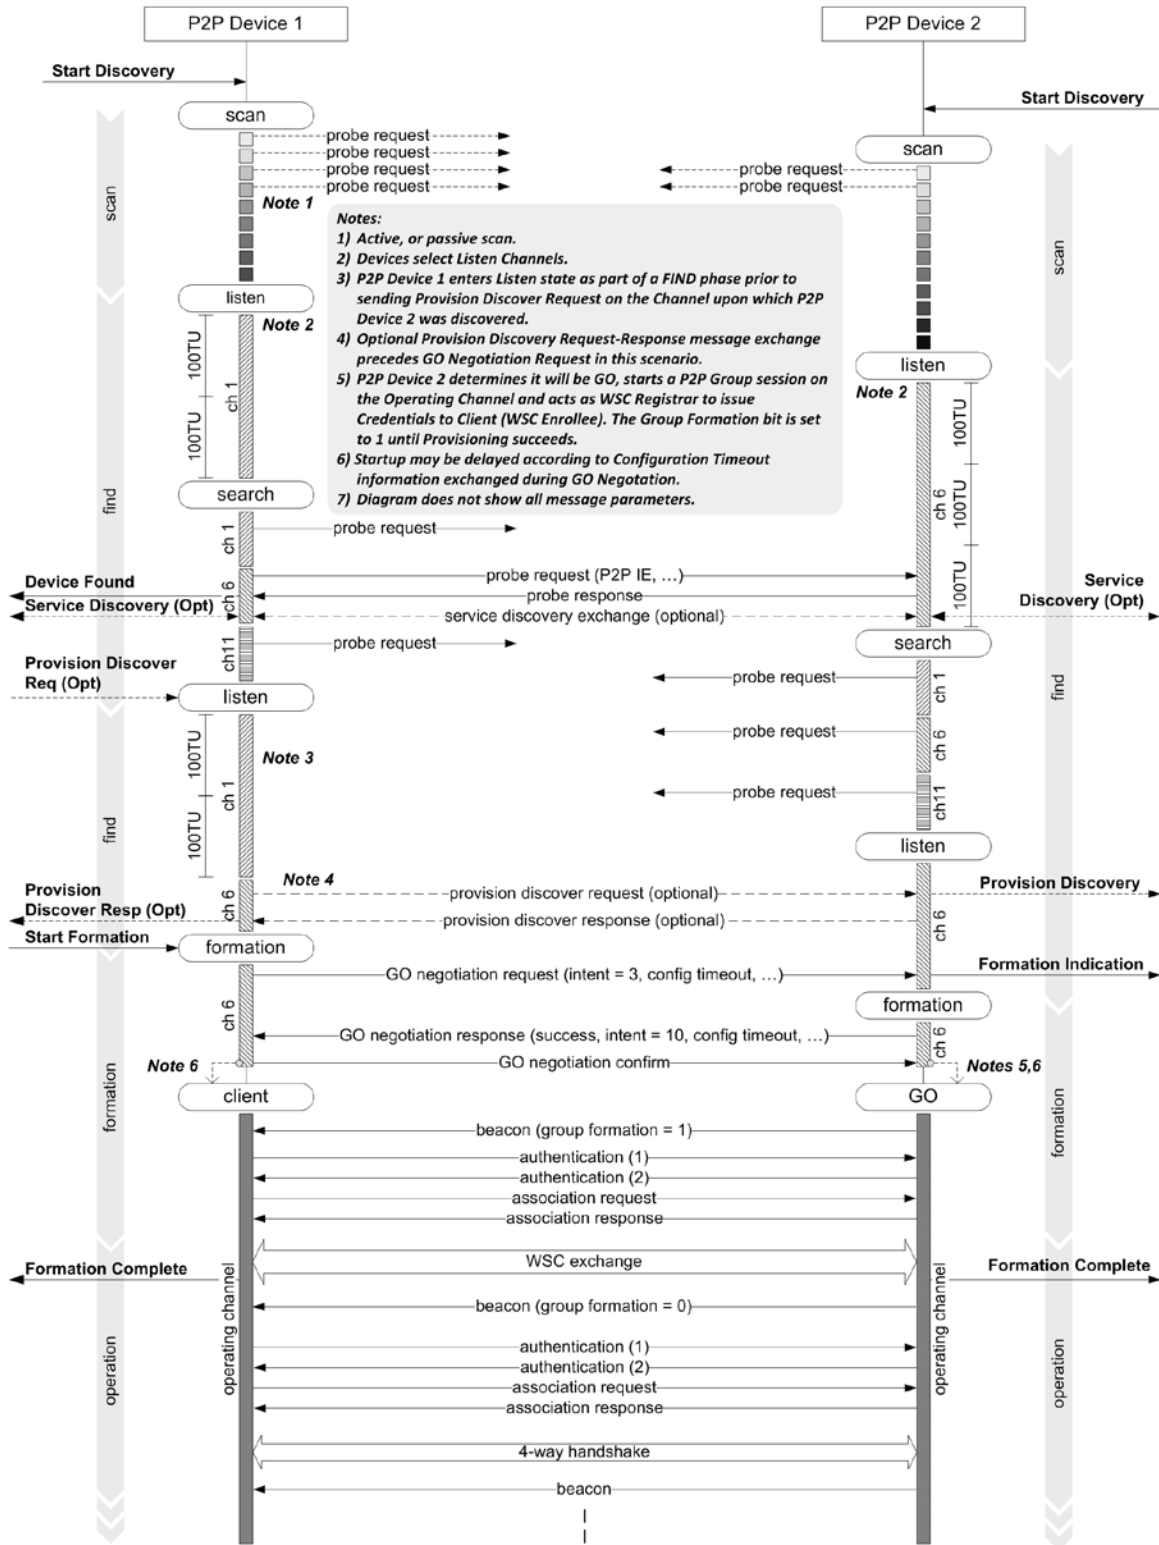 P2P Device 1
P2P Device 2
Start Discovery
Start Discovery
scan
scan
probe request
probe request
probe request
probe request
probe request
probe request
scan
scan
Note 1
Notes:
1) Active, or passive scan.
2) Devices select Listen Channels.
3) P2P Device 1 enters Listen state as part of a FIND phase prior to
sending Provision Discover Request on the Channel upon which P2P
Device 2 was discovered.
4) Optional Provision Discovery Request-Response message exchange
precedes GO Negotiation Request in this scenario.
5) P2P Device 2 determines it will be GO, starts a P2P Group session on
the Operating Channel and acts as WSC Registrar to issue
Credentials to Client (WSC Enrollee). The Group Formation bit is set
to 1 until Provisioning succeeds.
6) Startup may be delayed according to Configuration Timeout
information exchanged during GO Negotation.
7) Diagram does not show all message parameters.
listen
Note 2
100TU
100TU
ch 1
listen
Note 2
100TU
100TU
100TU
ch 6
find
search
ch 1
probe request
probe request (P2P IE, …)
Device Found
probe response
ch 6
Service Discovery (Opt)
service discovery exchange (optional)
Service
Discovery (Opt)
ch11
probe request
search
Provision Discover
Req (Opt)
listen
probe request
ch 1
find
probe request
ch 6
Note 3
100TU
100TU
ch 1
probe request
ch11
find
listen
Note 4
Provision
Discover Resp (Opt)
ch 6
provision discover request (optional)
Provision Discovery
provision discover response (optional)
ch 6
Start Formation
formation
GO negotiation request (intent = 3, config timeout, …)
Formation Indication
ch 6
formation
GO negotiation response (success, intent = 10, config timeout, …)
ch 6
Note 6
GO negotiation confirm
Notes 5,6
client
GO
formation
formation
beacon (group formation = 1)
authentication (1)
authentication (2)
association request
association response
WSC exchange
Formation Complete
Formation Complete
beacon (group formation = 0)
operating channel
operating channel
operation
operation
authentication (1)
authentication (2)
association request
association response
4-way handshake
beacon